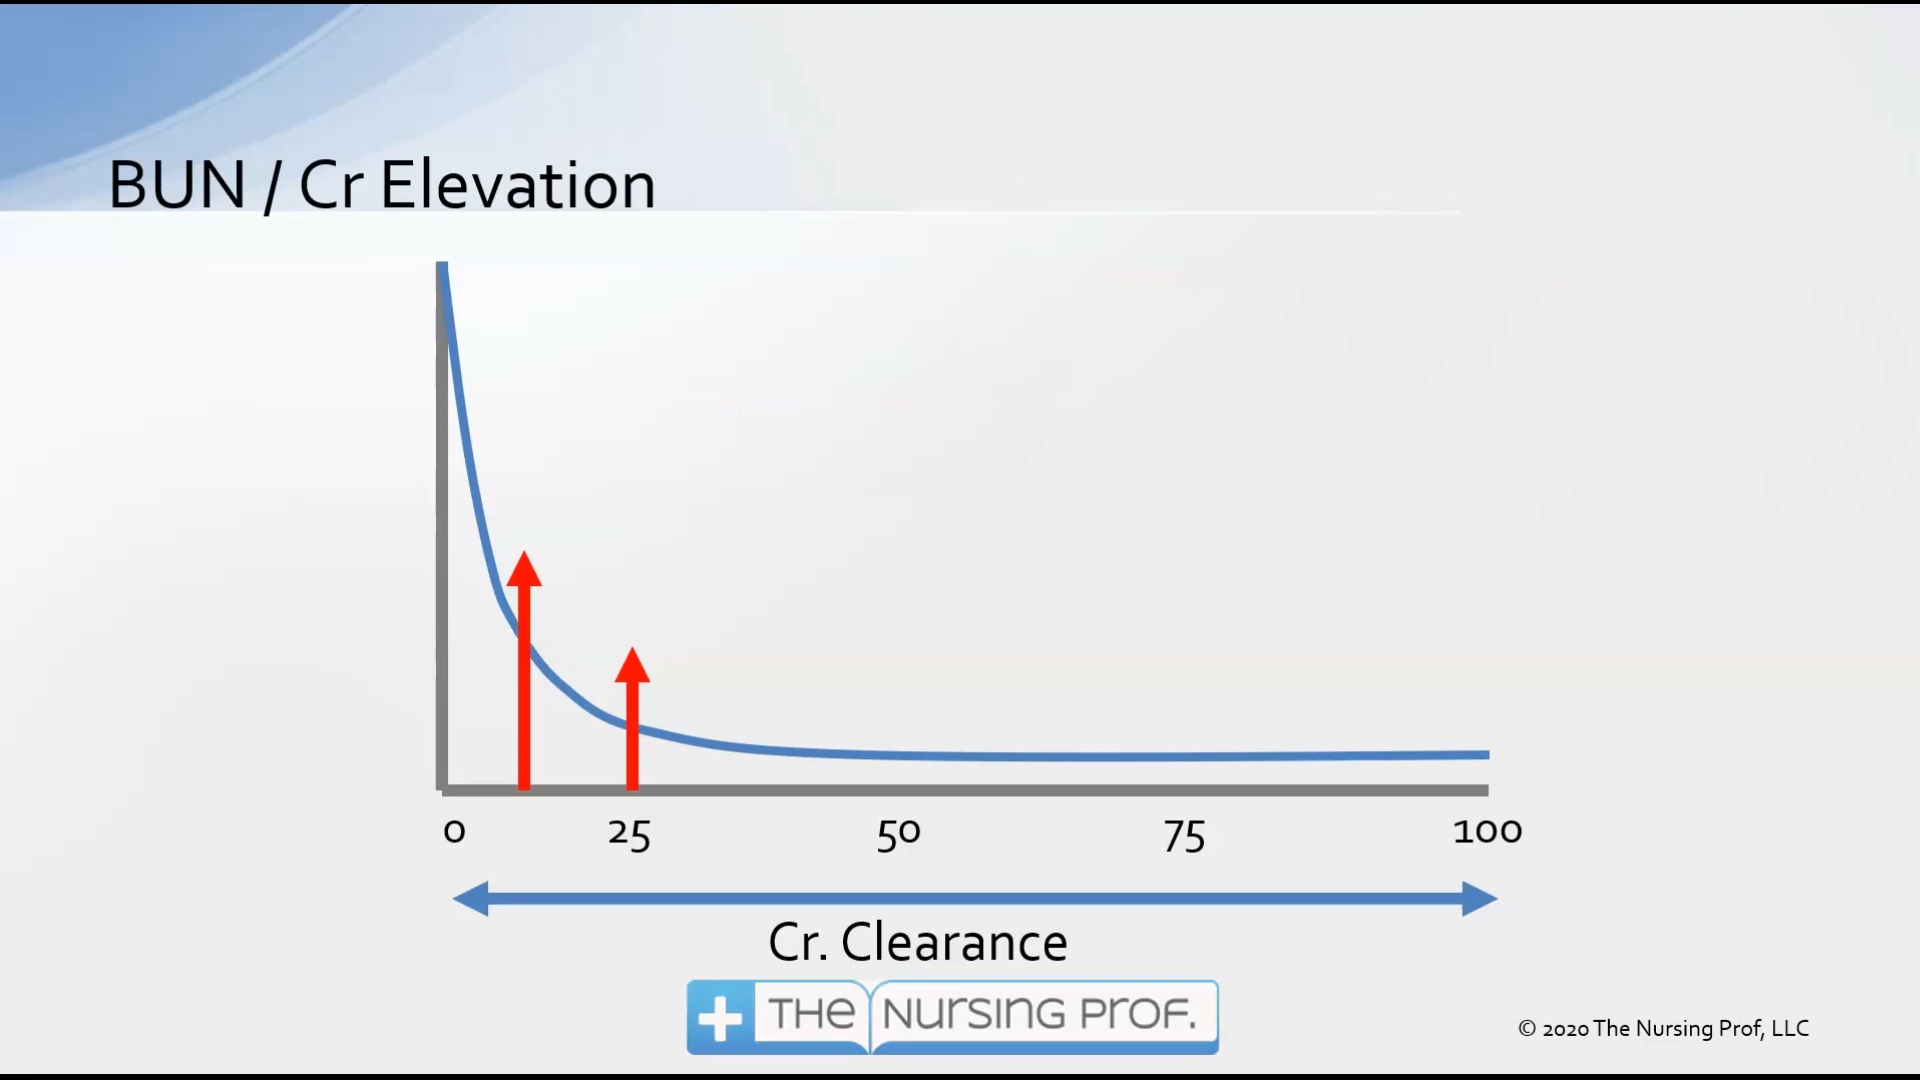 BUN / Cr Elevation
0 25 50 75 100
Cr. Clearance
THE NURSING PROF.
© 2020 The Nursing Prof, LLC